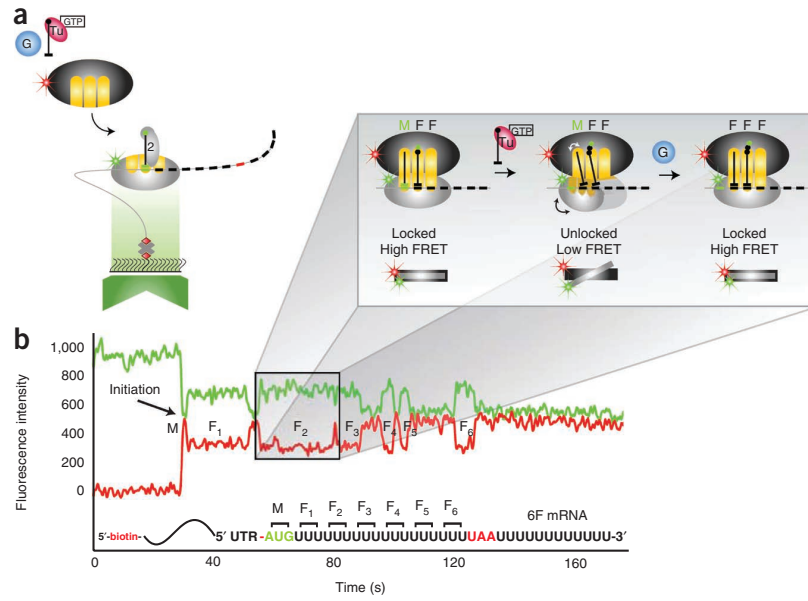 a
GTP
Tu
G
2
M F F
GTP
Tu
M F F
G
F F F
Locked
High FRET
Unlocked
Low FRET
Locked
High FRET
b
Fluorescence intensity
1,000
800
600
400
200
0
Initiation
M F1 F2 F3 F4 F5 F6
M F1 F2 F3 F4 F5 F6
6F mRNA
5′-biotin- 5′ UTR -AUGUUUUUUUUUUUUUUUUUUUAAUUUUUUUUUUUU-3′
0 40 80 120 160
Time (s)